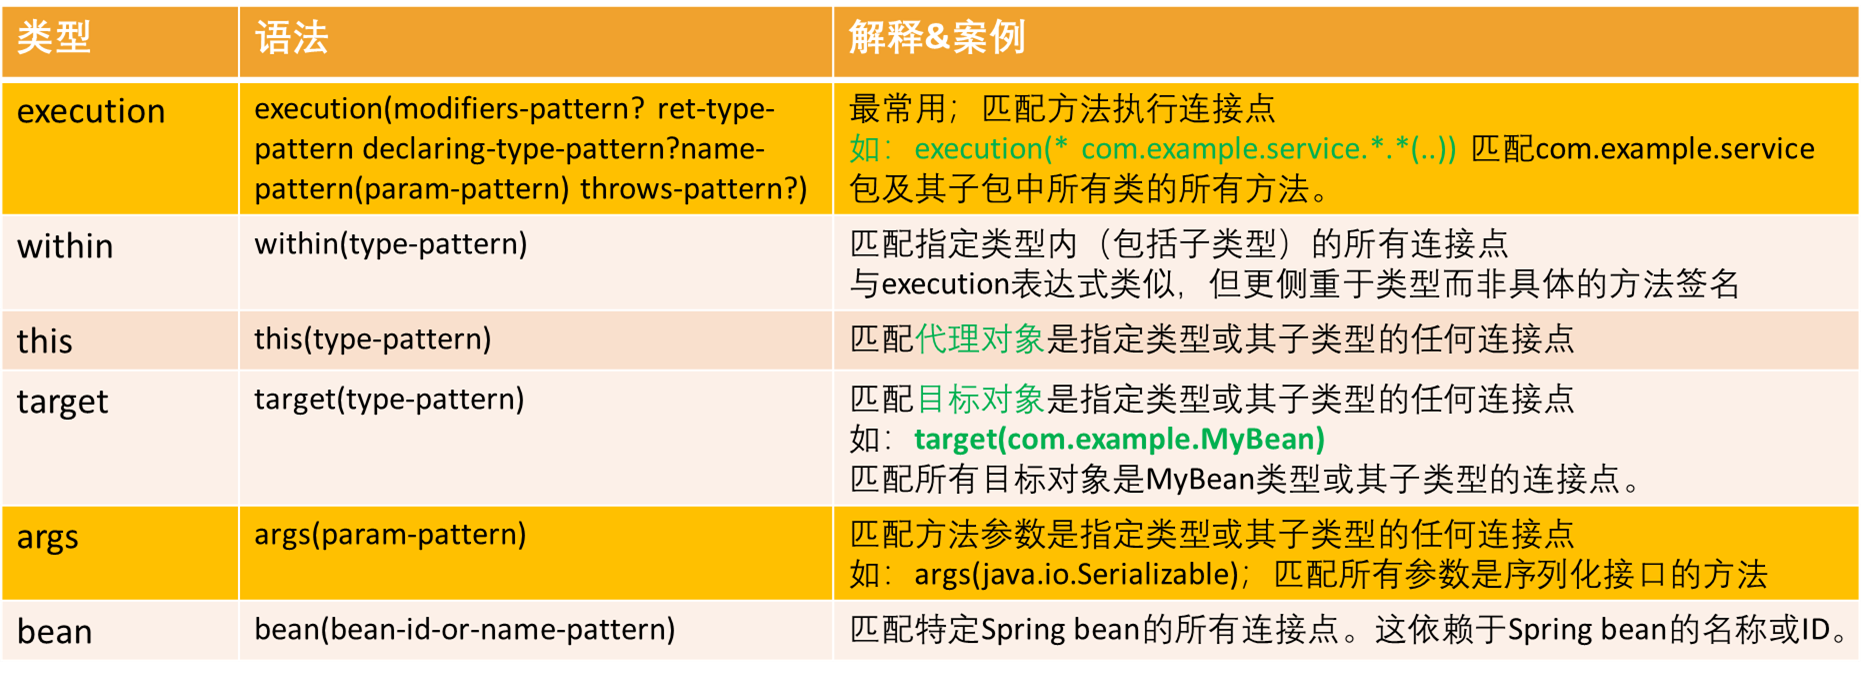 类型
语法
解释&案例
execution
execution(modifiers-pattern? ret-type-
pattern declaring-type-pattern?name-
pattern(param-pattern) throws-pattern?)
最常用；匹配方法执行连接点
如：execution(* com.example.service.*.*(..)) 匹配com.example.service
包及其子包中所有类的所有方法。
within
within(type-pattern)
匹配指定类型内（包括子类型）的所有连接点
与execution表达式类似，但更侧重于类型而非具体的方法签名
this
this(type-pattern)
匹配代理对象是指定类型或其子类型的任何连接点
target
target(type-pattern)
匹配目标对象是指定类型或其子类型的任何连接点
如：target(com.example.MyBean)
匹配所有目标对象是MyBean类型或其子类型的连接点。
args
args(param-pattern)
匹配方法参数是指定类型或其子类型的任何连接点
如：args(java.io.Serializable)；匹配所有参数是序列化接口的方法
bean
bean(bean-id-or-name-pattern)
匹配特定Spring bean的所有连接点。这依赖于Spring bean的名称或ID。